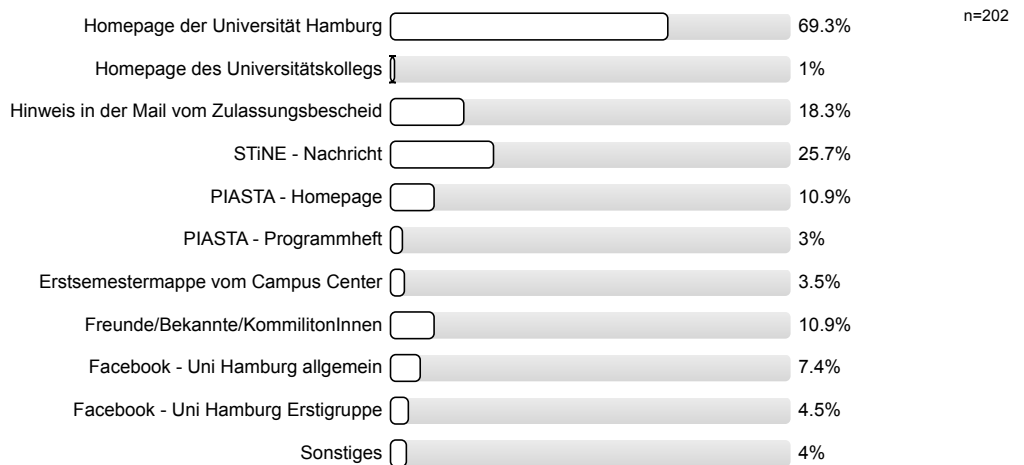 Homepage der Universität Hamburg 69.3% n=202
Homepage des Universitätskollegs 1%
Hinweis in der Mail vom Zulassungsbescheid 18.3%
STiNE - Nachricht 25.7%
PIASTA - Homepage 10.9%
PIASTA - Programmheft 3%
Erstsemestermappe vom Campus Center 3.5%
Freunde/Bekannte/KommilitonInnen 10.9%
Facebook - Uni Hamburg allgemein 7.4%
Facebook - Uni Hamburg Erstigruppe 4.5%
Sonstiges 4%